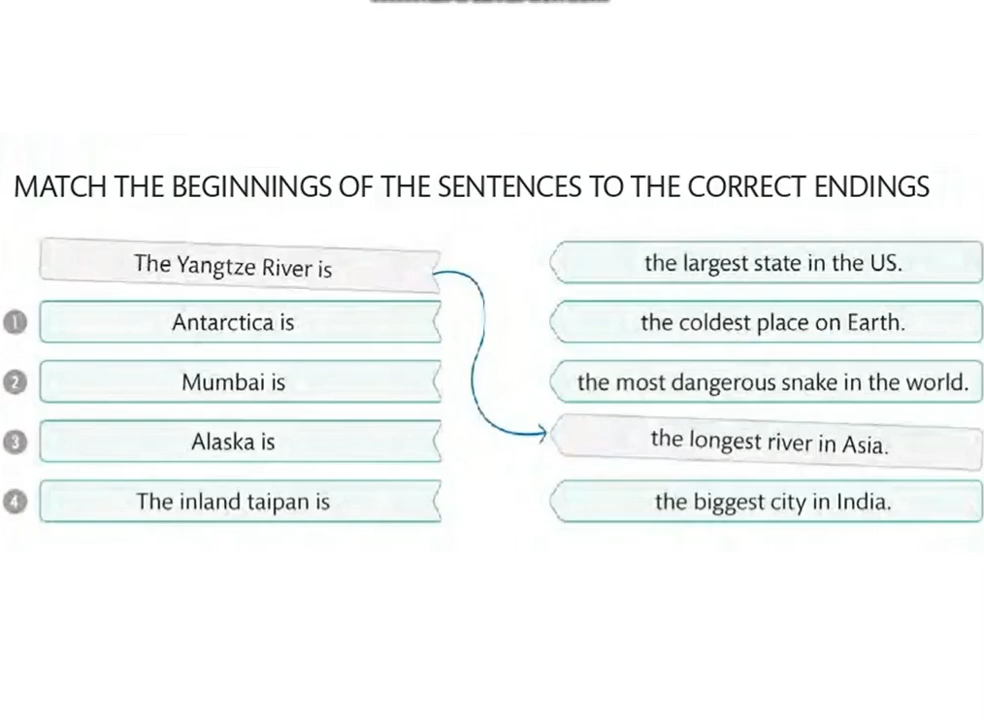 MATCH THE BEGINNINGS OF THE SENTENCES TO THE CORRECT ENDINGS
The Yangtze River is
the largest state in the US.
1 Antarctica is
the coldest place on Earth.
2 Mumbai is
the most dangerous snake in the world.
3 Alaska is
the longest river in Asia.
4 The inland taipan is
the biggest city in India.